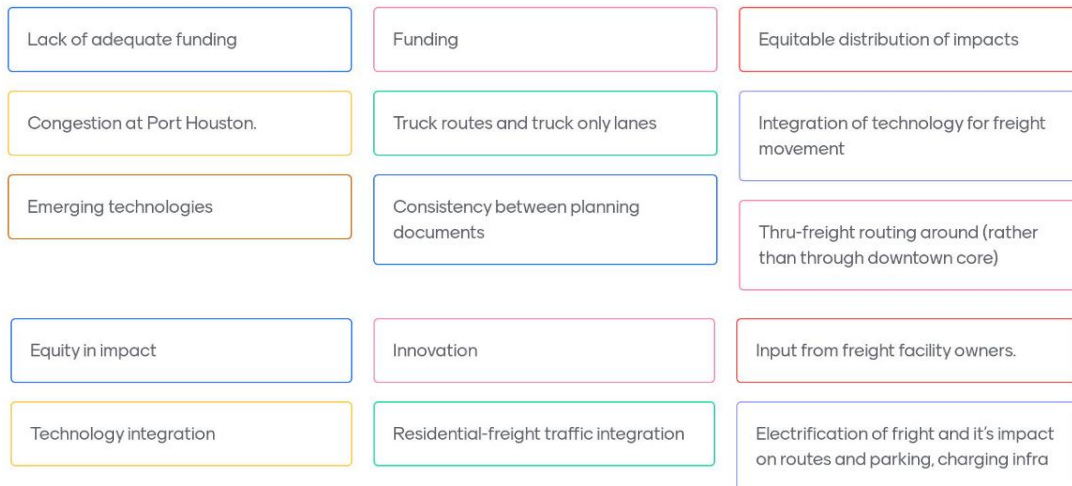 Lack of adequate funding
Funding
Equitable distribution of impacts
Congestion at Port Houston.
Truck routes and truck only lanes
Integration of technology for freight
movement
Emerging technologies
Consistency between planning
documents
Thru-freight routing around (rather
than through downtown core)
Equity in impact
Innovation
Input from freight facility owners.
Technology integration
Residential-freight traffic integration
Electrification of fright and it's impact
on routes and parking, charging infra